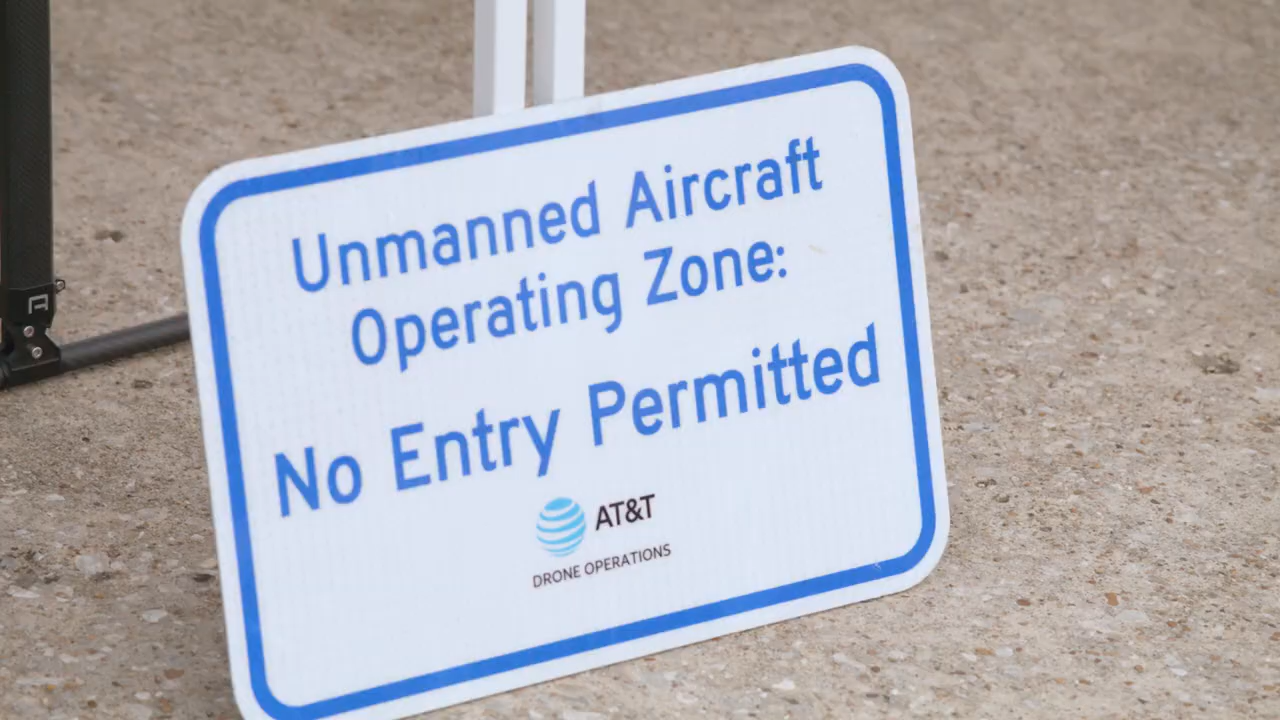 Unmanned Aircraft
Operating Zone:
No Entry Permitted
AT&T
DRONE OPERATIONS